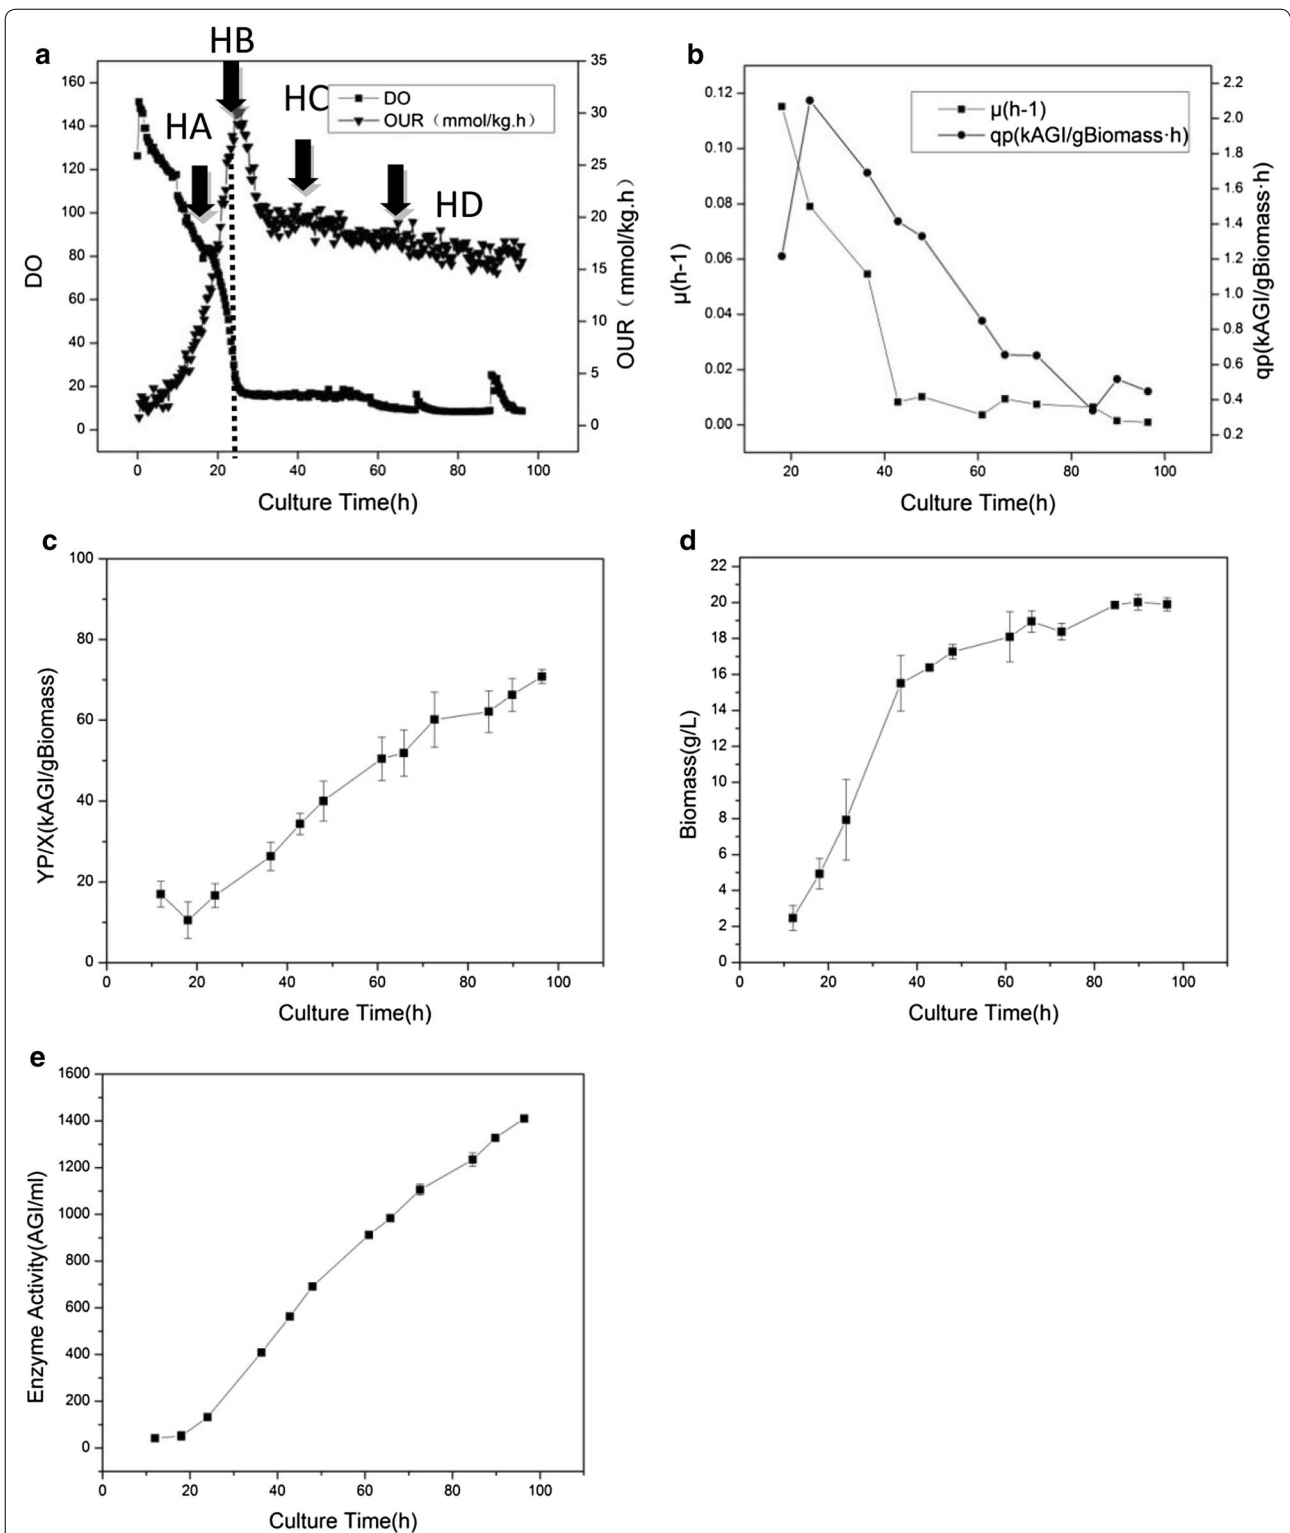 a
HB
HA
HC
HD
DO
OUR（mmol/kg.h）
160
140
120
100
80
60
40
20
0
DO
35
30
25
20
15
10
5
0
OUR（mmol/kg.h）
0 20 40 60 80 100
Culture Time(h)
b
μ(h-1)
qp(kAGI/gBiomass·h)
0.12
0.10
0.08
0.06
0.04
0.02
0.00
μ(h-1)
2.2
2.0
1.8
1.6
1.4
1.2
1.0
0.8
0.6
0.4
0.2
qp(kAGI/gBiomass·h)
20 40 60 80 100
Culture Time(h)
c
100
80
60
40
20
0
YP/X(kAGI/gBiomass)
0 20 40 60 80 100
Culture Time(h)
d
22
20
18
16
14
12
10
8
6
4
2
0
Biomass(g/L)
0 20 40 60 80 100
Culture Time(h)
e
1600
1400
1200
1000
800
600
400
200
0
Enzyme Activity(AGI/ml)
0 20 40 60 80 100
Culture Time(h)